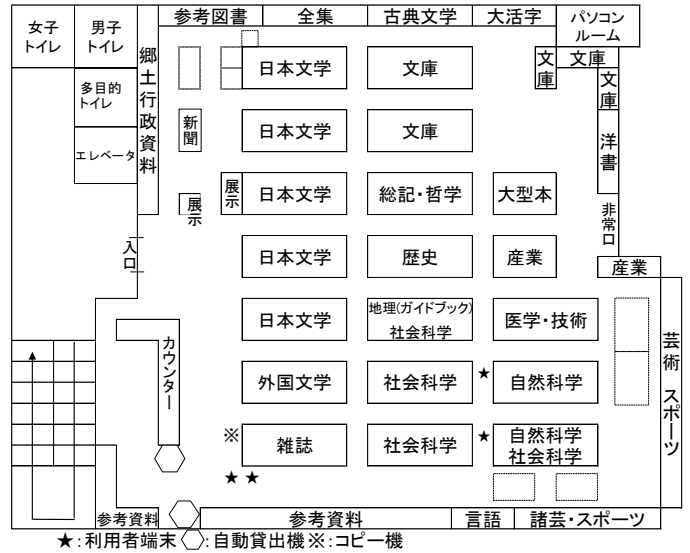 女子
トイレ
男子
トイレ
参考図書
全集
古典文学
大活字
パソコン
ルーム
郷土行政資料
多目的
トイレ
エレベータ
新聞
展示
展示
入口
カウンター
日本文学
文庫
文庫
文庫
文庫
日本文学
文庫
洋書
日本文学
総記・哲学
大型本
非常口
日本文学
歴史
産業
産業
日本文学
地理(ガイドブック)
社会科学
医学・技術
芸術 スポーツ
外国文学
社会科学
★
自然科学
※
雑誌
社会科学
★
自然科学
社会科学
★★
参考資料
参考資料
言語
諸芸・スポーツ
★:利用者端末 ⬡:自動貸出機 ※:コピー機